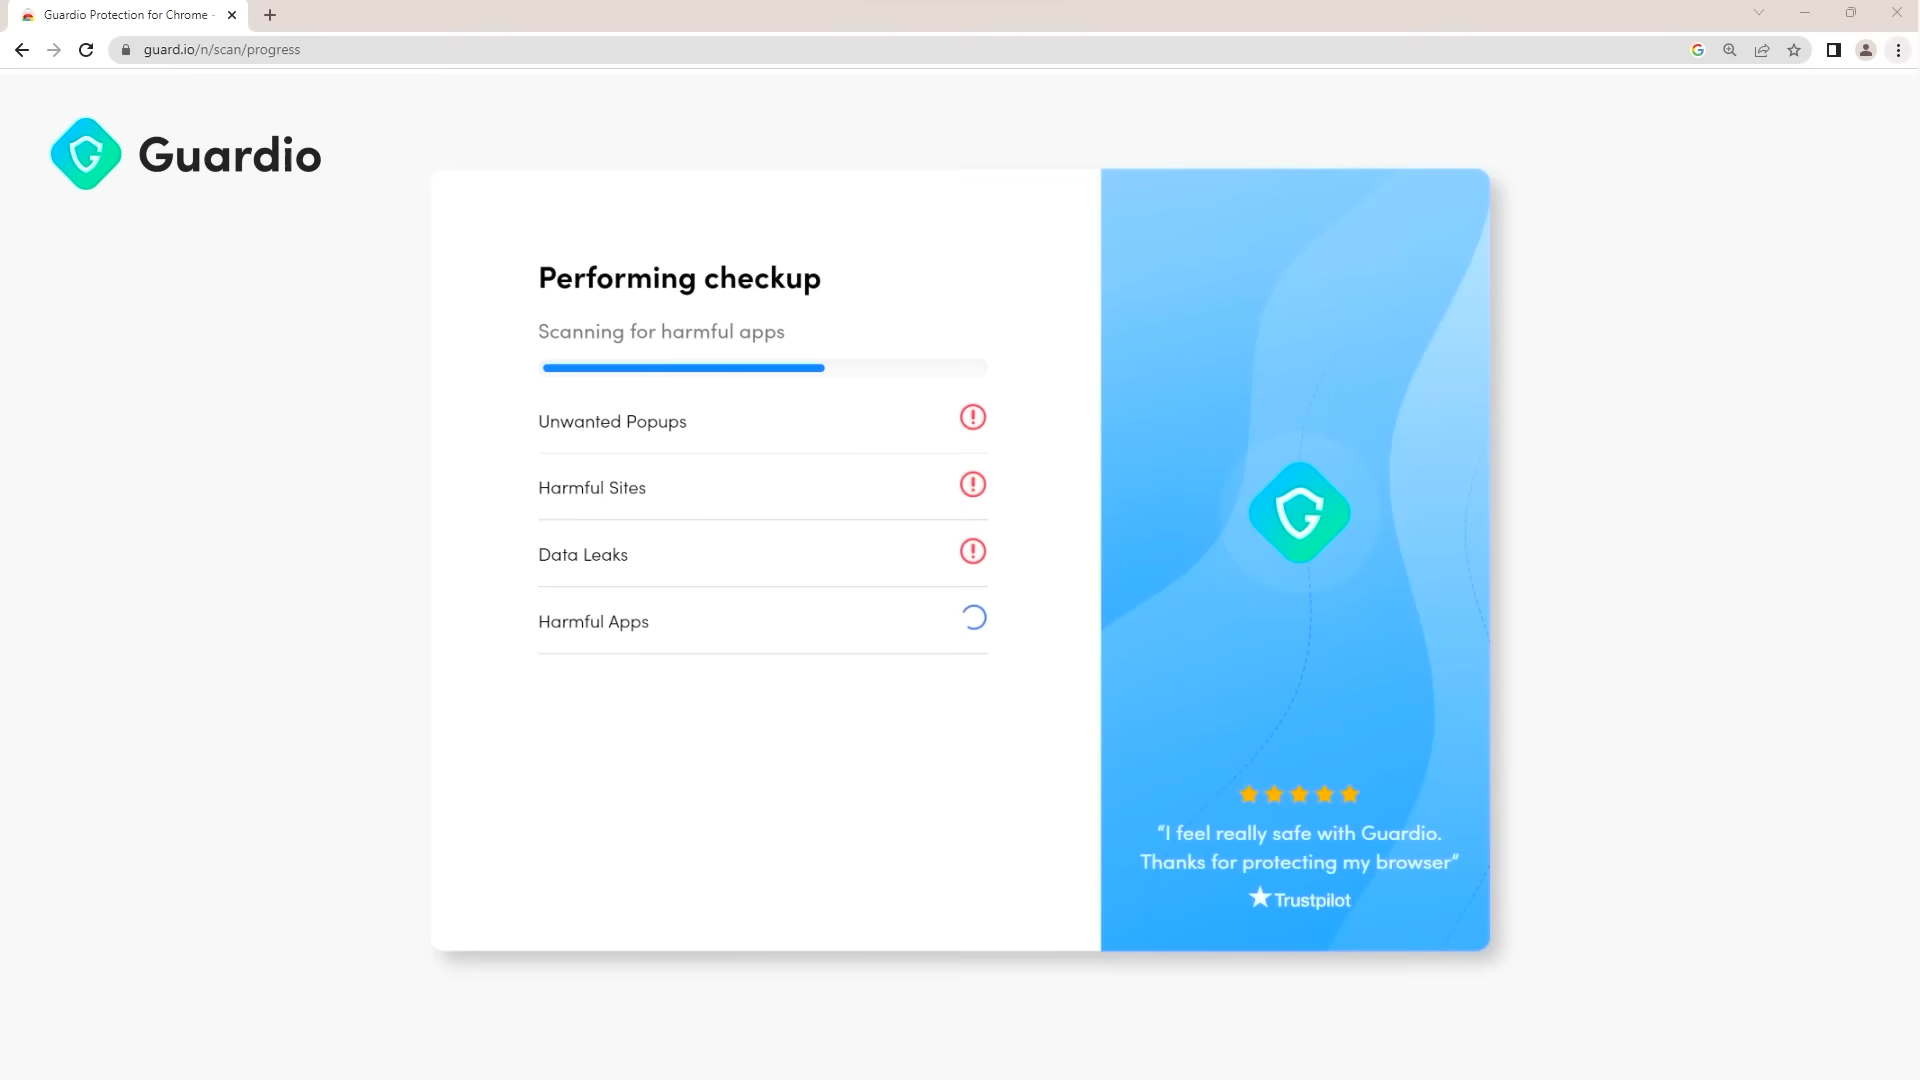 Guardio Protection for Chrome -
guard.io/n/scan/progress
Guardio
Performing checkup
Scanning for harmful apps
Unwanted Popups
Harmful Sites
Data Leaks
Harmful Apps
“I feel really safe with Guardio.
Thanks for protecting my browser”
Trustpilot